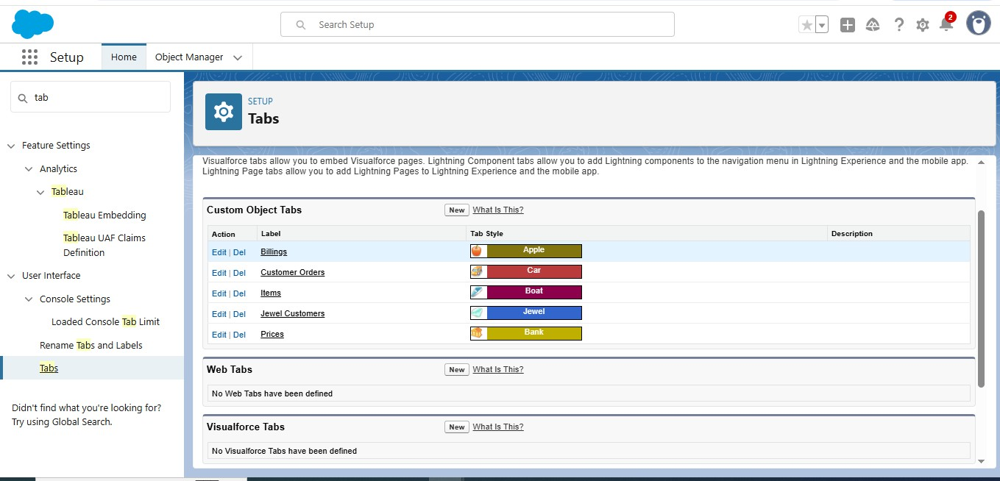 Search Setup
2
Setup
Home
Object Manager
tab
Feature Settings
Analytics
Tableau
Tableau Embedding
Tableau UAF Claims
Definition
User Interface
Console Settings
Loaded Console Tab Limit
Rename Tabs and Labels
Tabs
Didn't find what you're looking for?
Try using Global Search.
SETUP
Tabs
Visualforce tabs allow you to embed Visualforce pages. Lightning Component tabs allow you to add Lightning components to the navigation menu in Lightning Experience and the mobile app.
Lightning Page tabs allow you to add Lightning Pages to Lightning Experience and the mobile app.
Custom Object Tabs New What Is This?
Action Label Tab Style Description
Edit | Del Billings Apple
Edit | Del Customer Orders Car
Edit | Del Items Boat
Edit | Del Jewel Customers Jewel
Edit | Del Prices Bank
Web Tabs New What Is This?
No Web Tabs have been defined
Visualforce Tabs New What Is This?
No Visualforce Tabs have been defined